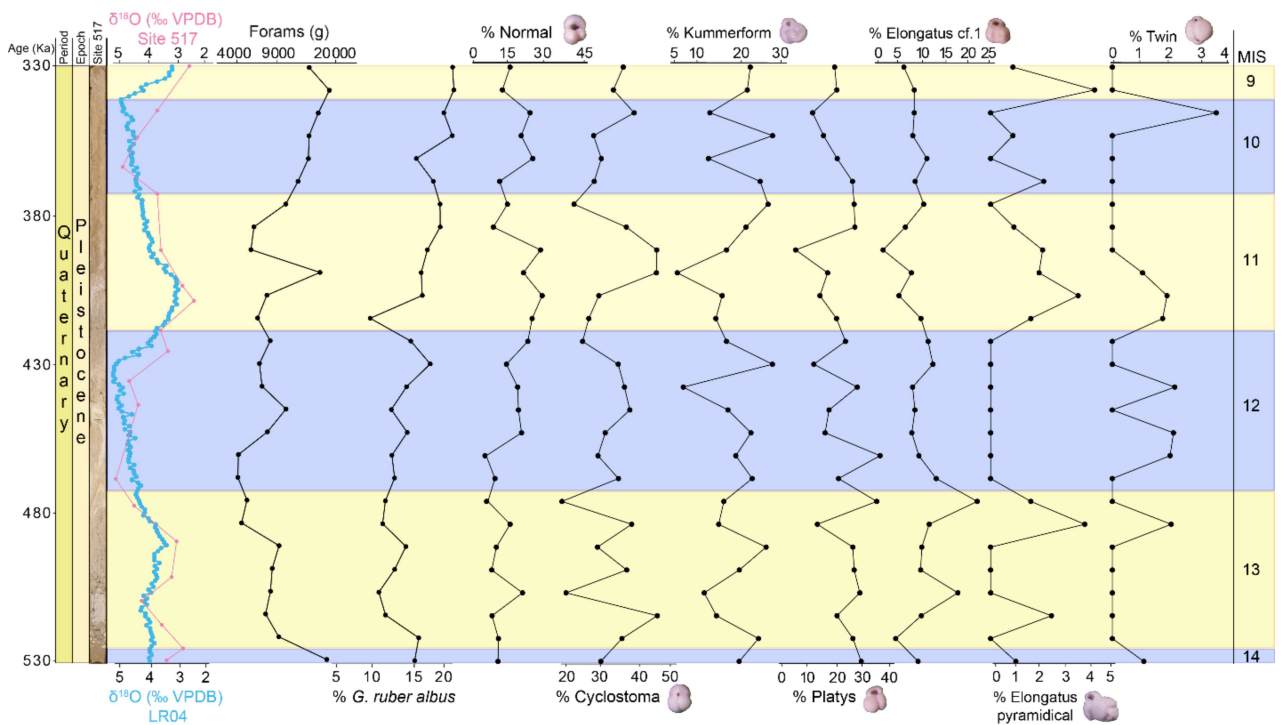 δ¹⁸O (‰ VPDB)
Site 517
Forams (g)
% Normal
% Kummerform
% Elongatus cf.1
% Twin
Age (Ka)
Period
Epoch
Site 517
5 4 3 2
4000 9000 20000
0 15 30 45
5 10 20 30
0 5 10 15 20 25
0 1 2 3 4
MIS
330
380
430
480
530
Quaternary
Pleistocene
9
10
11
12
13
14
5 4 3 2
5 10 15 20
20 30 40 50
0 10 20 30 40
0 1 2 3 4 5
δ¹⁸O (‰ VPDB)
LR04
% G. ruber albus
% Cyclostoma
% Platys
% Elongatus
pyramidical